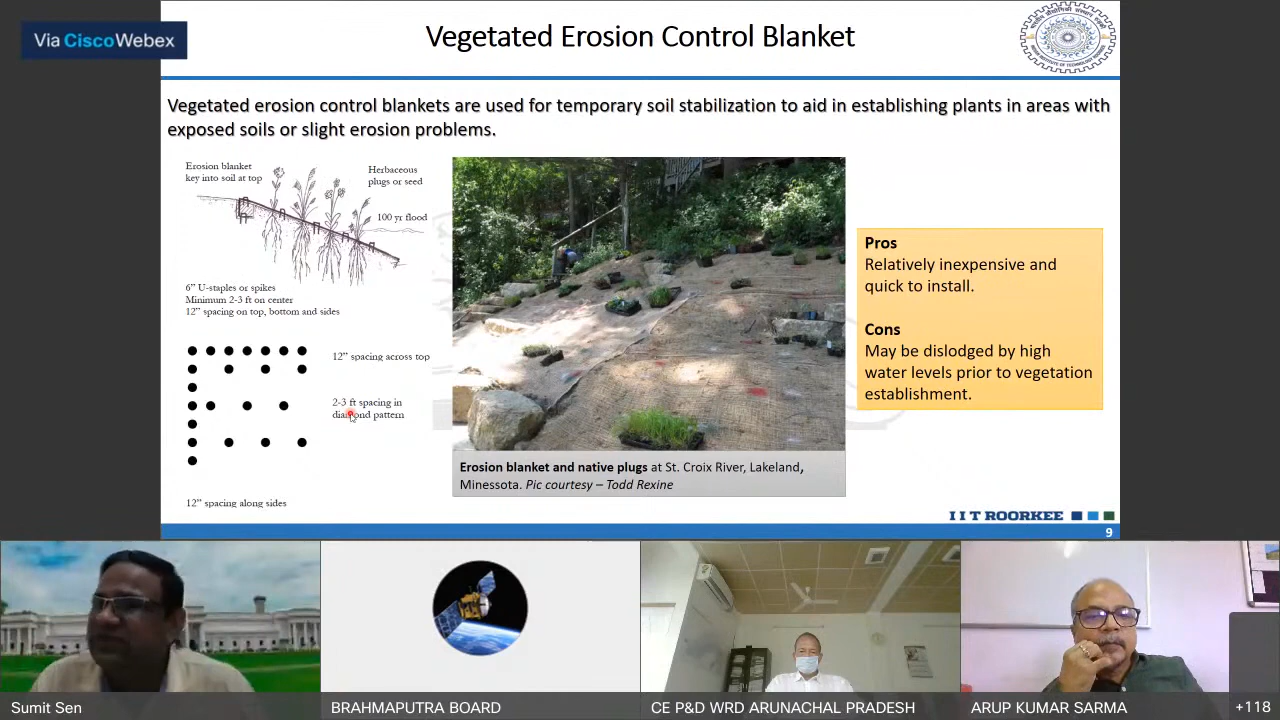 Via Cisco Webex
Vegetated Erosion Control Blanket
Vegetated erosion control blankets are used for temporary soil stabilization to aid in establishing plants in areas with
exposed soils or slight erosion problems.
Erosion blanket
key into soil at top
Herbaceous
plugs or seed
100 yr flood
6” U-staples or spikes
Minimum 2-3 ft on center
12” spacing on top, bottom and sides
12” spacing across top
2-3 ft spacing in
diamond pattern
12” spacing along sides
Erosion blanket and native plugs at St. Croix River, Lakeland,
Minessota. Pic courtesy – Todd Rexine
Pros
Relatively inexpensive and
quick to install.
Cons
May be dislodged by high
water levels prior to vegetation
establishment.
I I T ROORKEE
9
Sumit Sen
BRAHMAPUTRA BOARD
CE P&D WRD ARUNACHAL PRADESH
ARUP KUMAR SARMA
+118